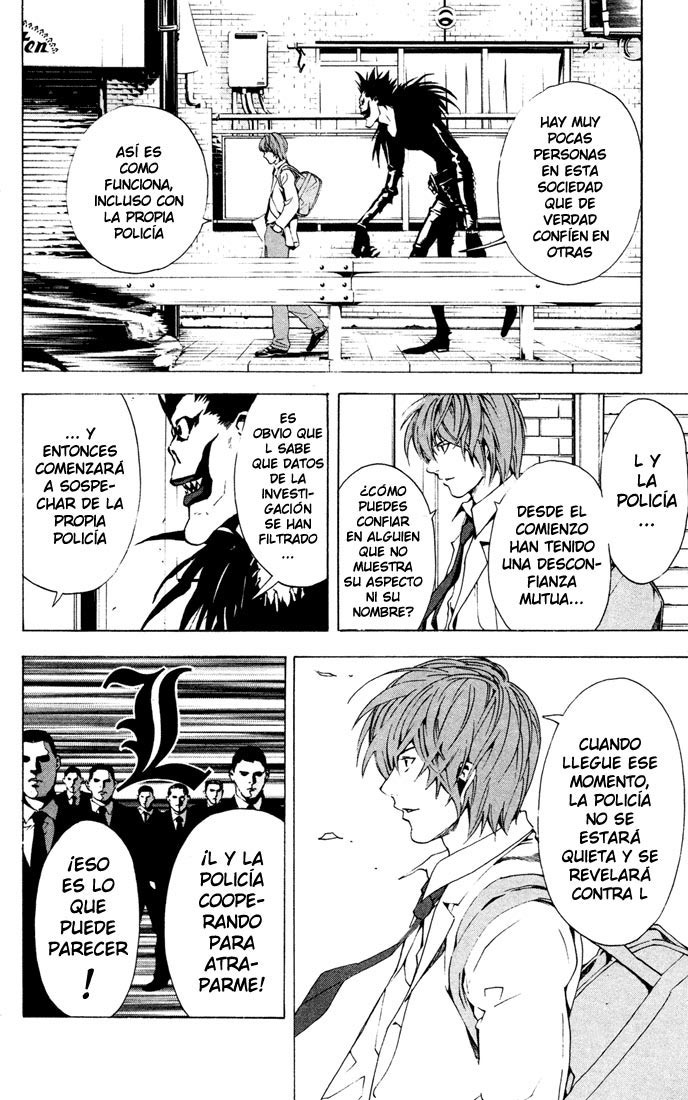 ten
HAY MUY
POCAS
PERSONAS
EN ESTA
SOCIEDAD
QUE DE
VERDAD
CONFÍEN EN
OTRAS
ASÍ ES
COMO
FUNCIONA,
INCLUSO CON
LA PROPIA
POLICÍA
L Y LA
POLICÍA
...
DESDE EL
COMIENZO
HAN TENIDO
UNA DESCON-
FIANZA
MUTUA...
¿CÓMO
PUEDES
CONFIAR
EN ALGUIEN
QUE NO
MUESTRA
SU ASPECTO
NI SU
NOMBRE?
ES
OBVIO QUE
L SABE
QUE DATOS
DE LA
INVESTI-
GACIÓN
SE HAN
FILTRADO
...
... Y
ENTONCES
COMENZARÁ
A SOSPE-
CHAR DE LA
PROPIA
POLICÍA
CUANDO
LLEGUE ESE
MOMENTO,
LA POLICÍA
NO SE
ESTARÁ
QUIETA Y SE
REVELARÁ
CONTRA L
L
¡L Y LA
POLICÍA
COOPE-
RANDO
PARA
ATRA-
PARME!
¡ESO
ES LO
QUE
PUEDE
PARECER
!